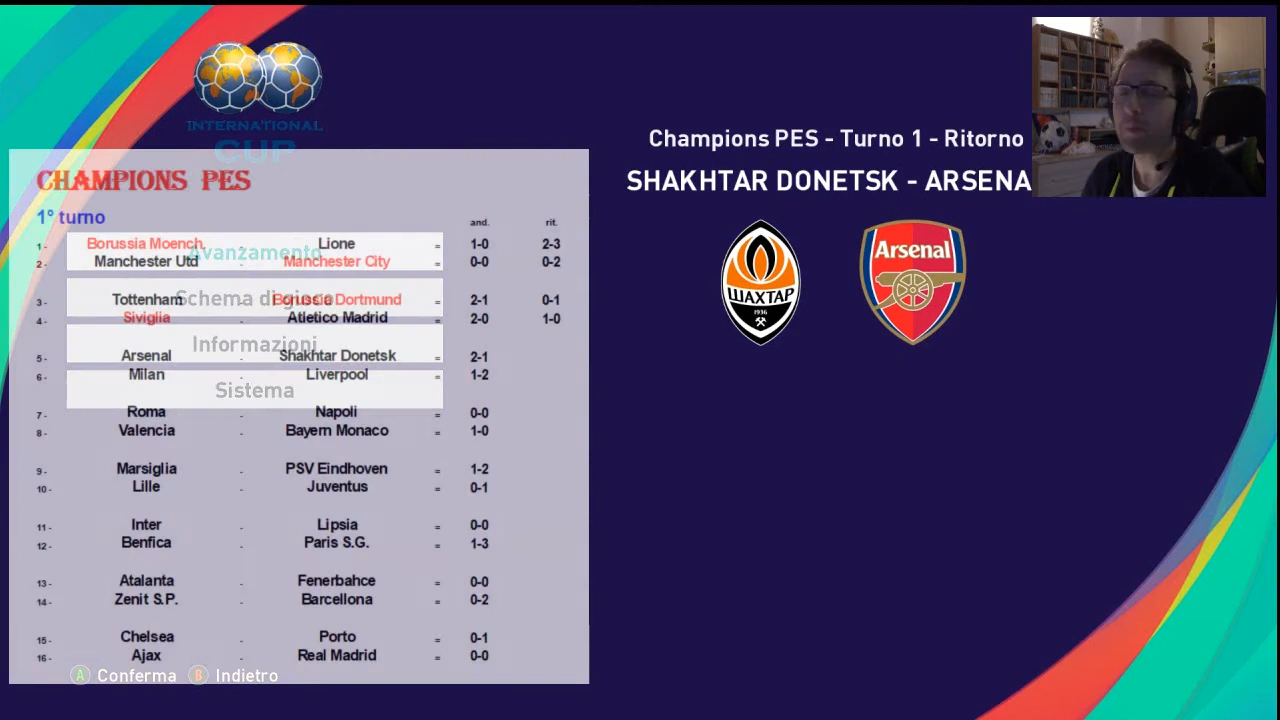 INTERNATIONAL
CUP
Champions PES - Turno 1 - Ritorno
SHAKHTAR DONETSK - ARSENA
Arsenal
ШАХТАР
1936
CHAMPIONS PES
1° turno
and. rit.
1 - Borussia Moench. - Lione = 1-0 2-3
Avanzamento
2 - Manchester Utd - Manchester City = 0-0 0-2
3 - Tottenham - Borussia Dortmund = 2-1 0-1
Schema di gioco
4 - Siviglia - Atletico Madrid = 2-0 1-0
Informazioni
5 - Arsenal - Shakhtar Donetsk = 2-1
6 - Milan - Liverpool = 1-2
Sistema
7 - Roma - Napoli = 0-0
8 - Valencia - Bayern Monaco = 1-0
9 - Marsiglia - PSV Eindhoven = 1-2
10 - Lille - Juventus = 0-1
11 - Inter - Lipsia = 0-0
12 - Benfica - Paris S.G. = 1-3
13 - Atalanta - Fenerbahce = 0-0
14 - Zenit S.P. - Barcellona = 0-2
15 - Chelsea - Porto = 0-1
16 - Ajax - Real Madrid = 0-0
A Conferma B Indietro